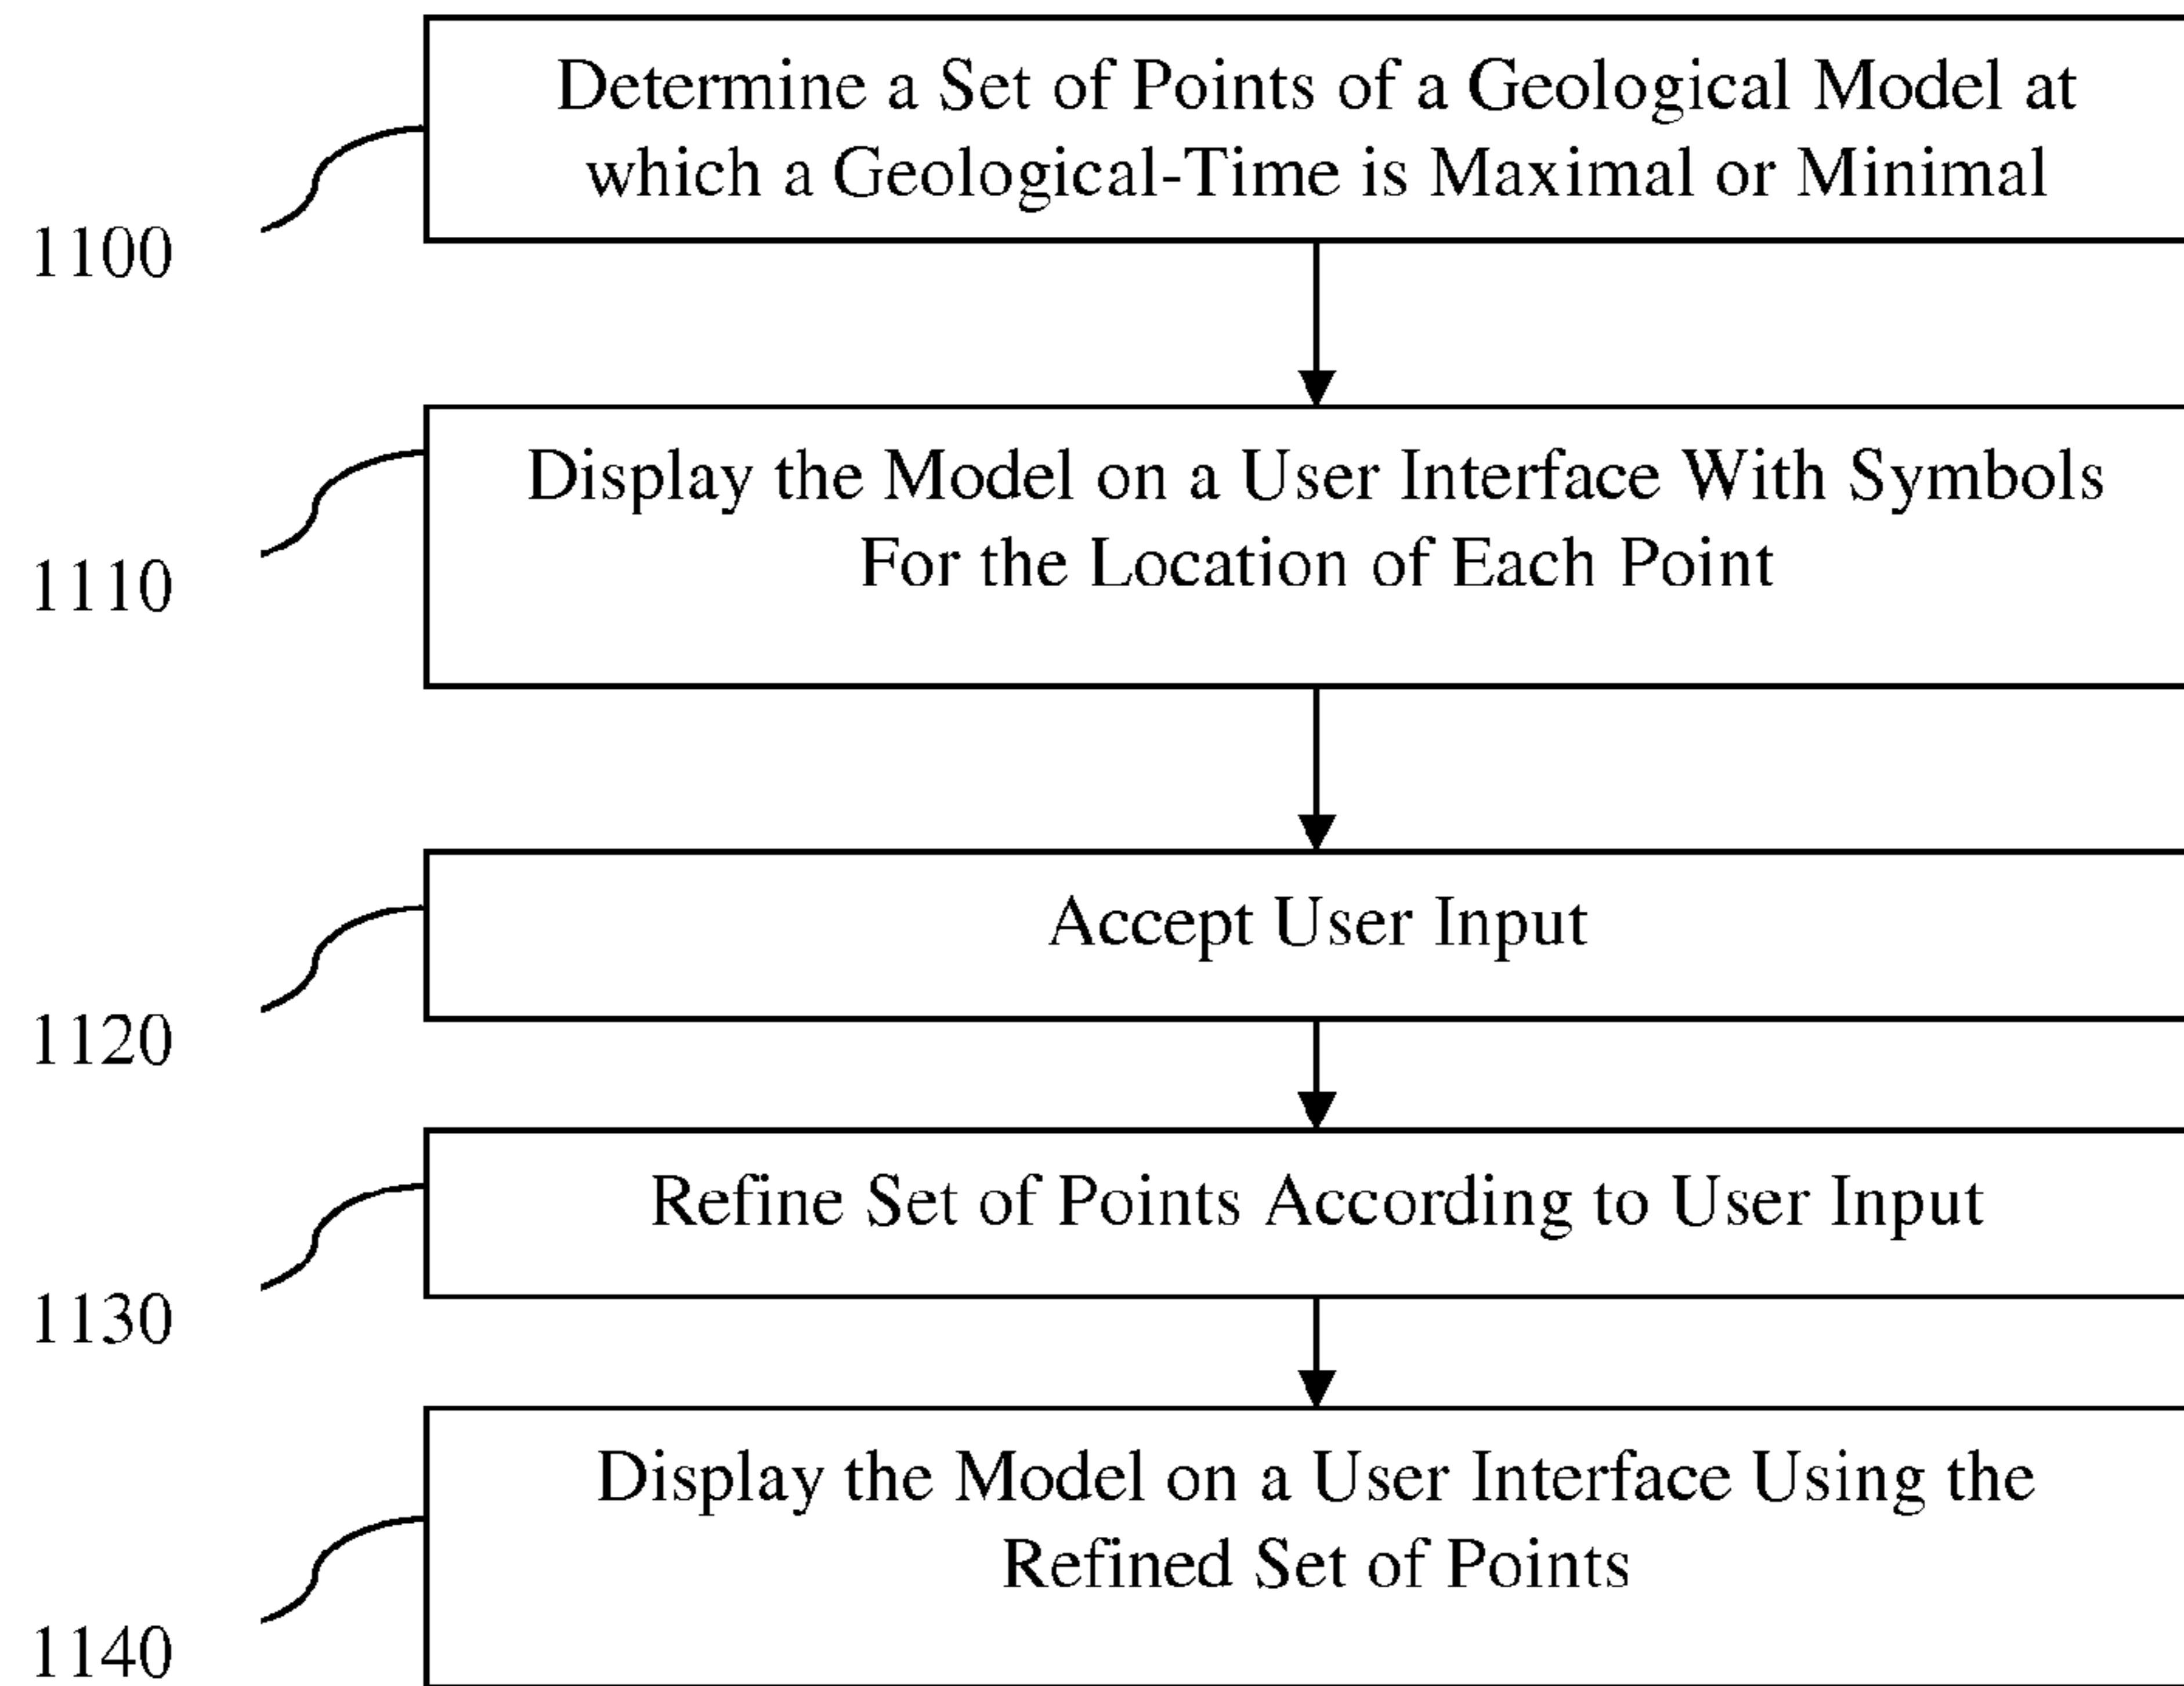 Determine a Set of Points of a Geological Model at
which a Geological-Time is Maximal or Minimal
1100
Display the Model on a User Interface With Symbols
For the Location of Each Point
1110
Accept User Input
1120
Refine Set of Points According to User Input
1130
Display the Model on a User Interface Using the
Refined Set of Points
1140